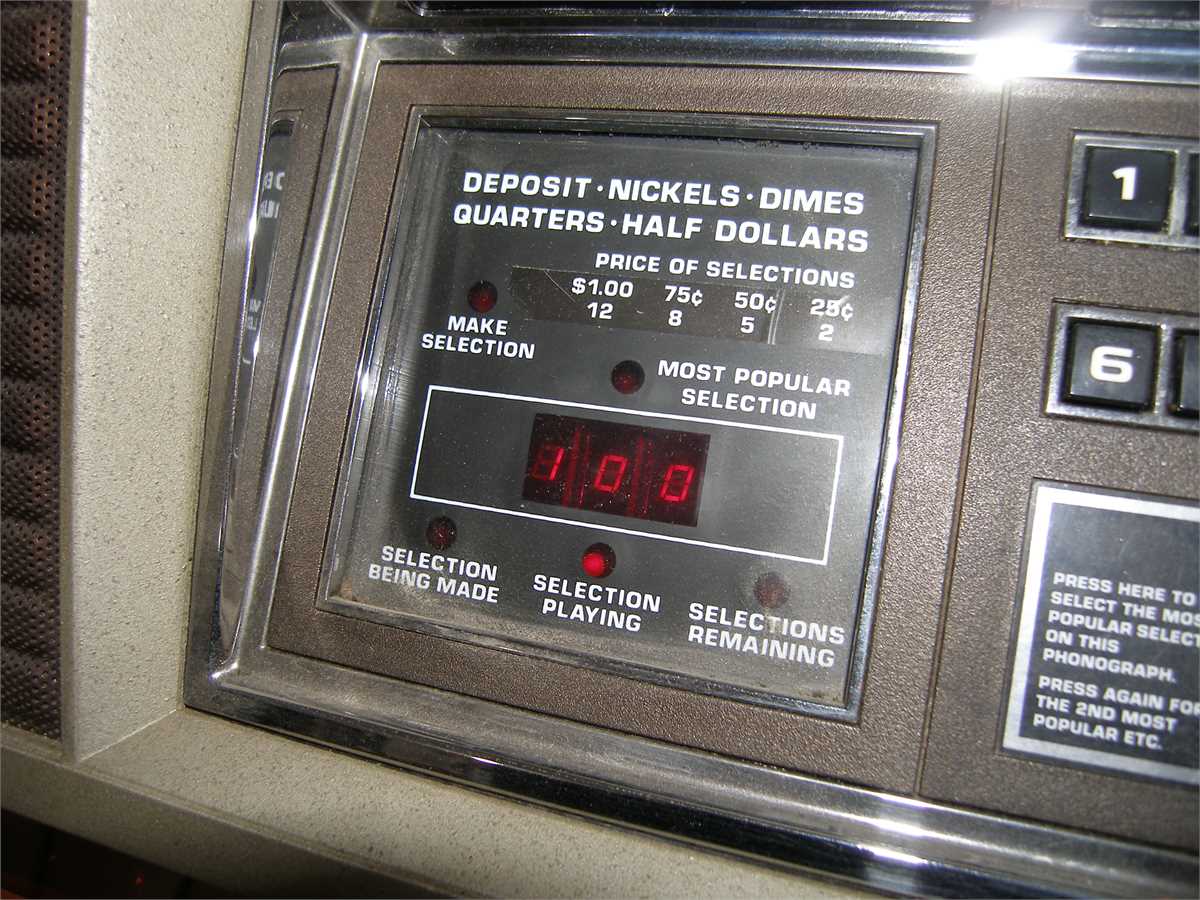 DEPOSIT · NICKELS · DIMES
QUARTERS · HALF DOLLARS
PRICE OF SELECTIONS
$1.00 75¢ 50¢ 25¢
12 8 5 2
MAKE
SELECTION
MOST POPULAR
SELECTION
100
SELECTION
BEING MADE
SELECTION
PLAYING
SELECTIONS
REMAINING
1
6
PRESS HERE TO
SELECT THE MOS
POPULAR SELECT
ON THIS
PHONOGRAPH.
PRESS AGAIN FOR
THE 2ND MOST
POPULAR ETC.